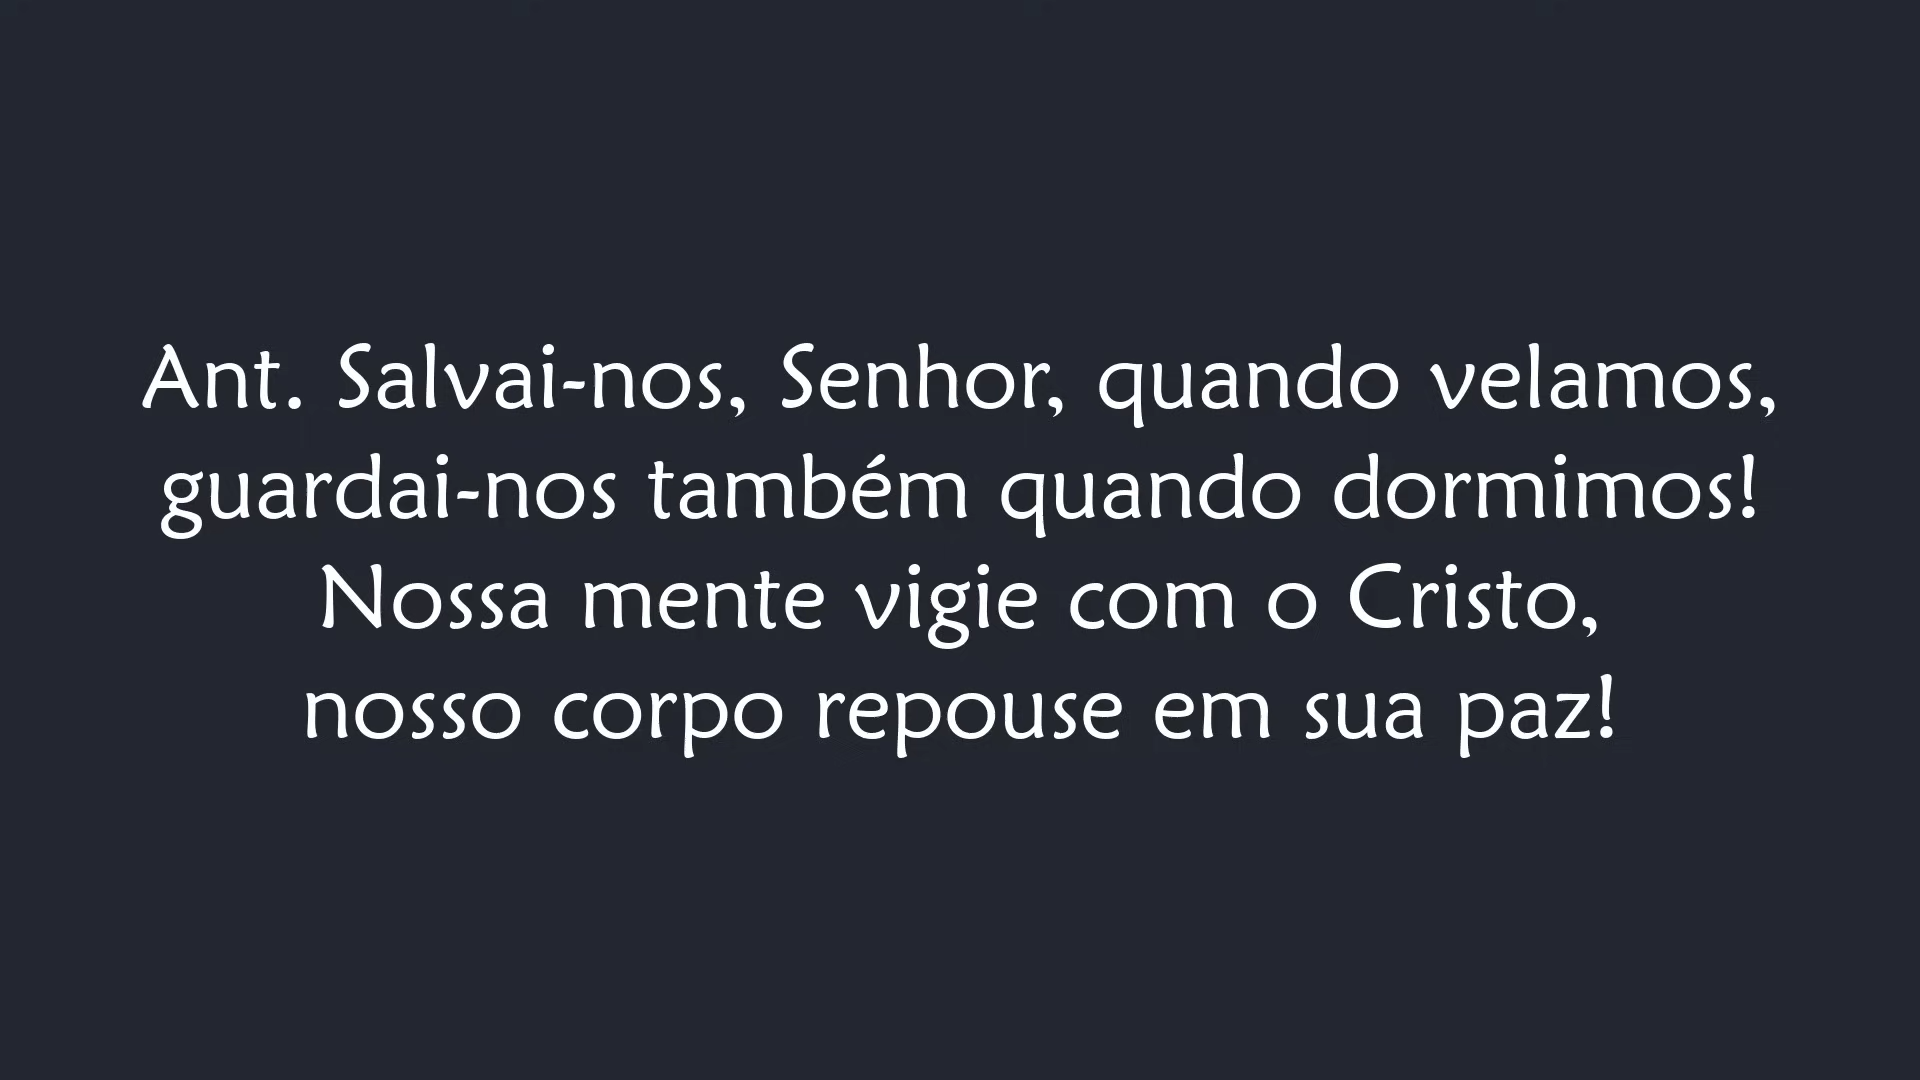 Ant. Salvai-nos, Senhor, quando velamos,
guardai-nos também quando dormimos!
Nossa mente vigie com o Cristo,
nosso corpo repouse em sua paz!